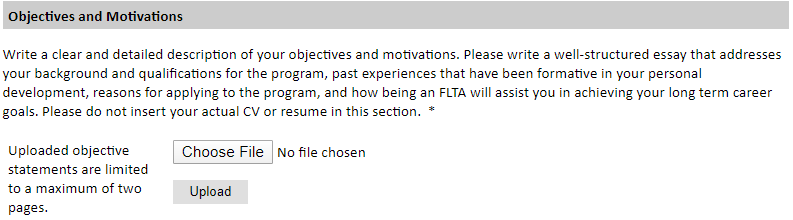 Objectives and Motivations
Write a clear and detailed description of your objectives and motivations. Please write a well-structured essay that addresses
your background and qualifications for the program, past experiences that have been formative in your personal
development, reasons for applying to the program, and how being an FLTA will assist you in achieving your long term career
goals. Please do not insert your actual CV or resume in this section. *
Uploaded objective
statements are limited
to a maximum of two
pages.
Choose File No file chosen
Upload